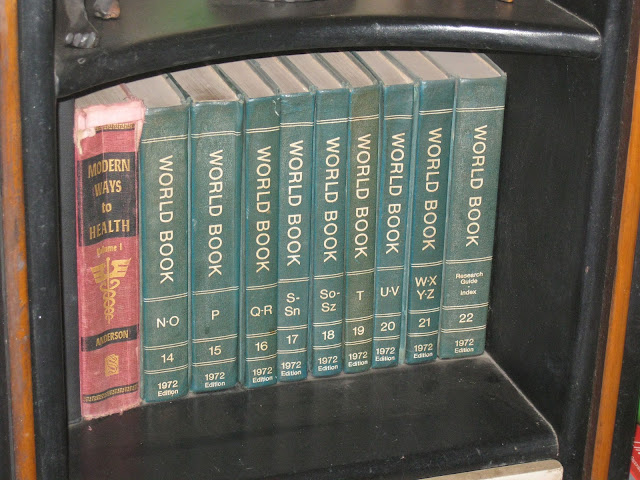 MODERN
WAYS
to
HEALTH
Volume I
ANDERSON
WORLD BOOK
N-O
14
1972
Edition
WORLD BOOK
P
15
1972
Edition
WORLD BOOK
Q-R
16
1972
Edition
WORLD BOOK
S-
Sn
17
1972
Edition
WORLD BOOK
So-
Sz
18
1972
Edition
WORLD BOOK
T
19
1972
Edition
WORLD BOOK
U-V
20
1972
Edition
WORLD BOOK
W-X
Y-Z
21
1972
Edition
WORLD BOOK
Research
Guide
Index
22
1972
Edition